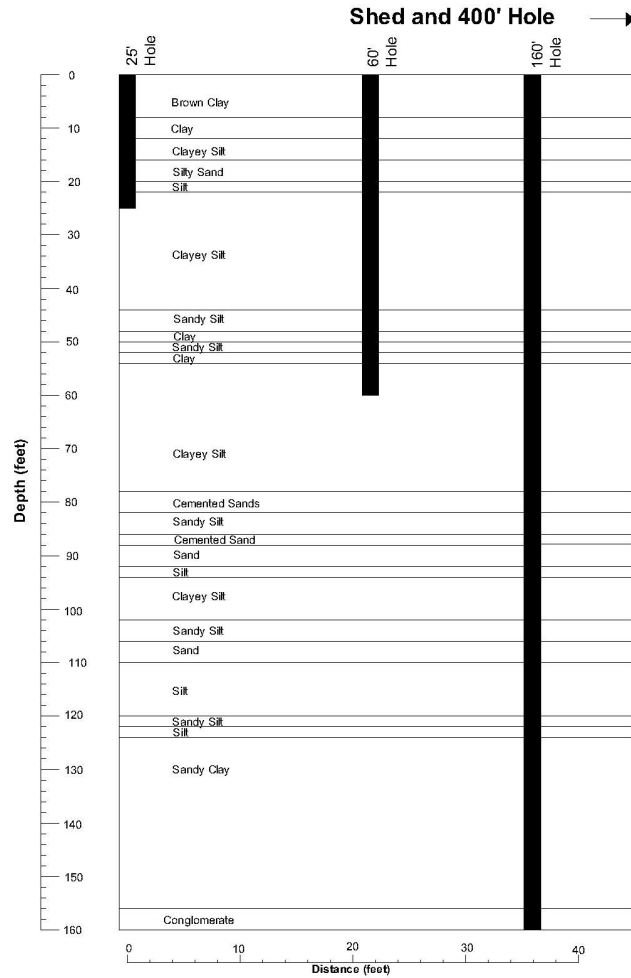 Shed and 400' Hole
25' Hole
60' Hole
160' Hole
0
Brown Clay
10
Clay
Clayey Silt
Silty Sand
20
Silt
30
Clayey Silt
40
Sandy Silt
Clay
50
Sandy Silt
Clay
60
70
Clayey Silt
80
Cemented Sands
Sandy Silt
Cemented Sand
90
Sand
Silt
Clayey Silt
100
Sandy Silt
Sand
110
Silt
120
Sandy Silt
Silt
130
Sandy Clay
140
150
Conglomerate
160
Depth (feet)
0 10 20 30 40
Distance (feet)